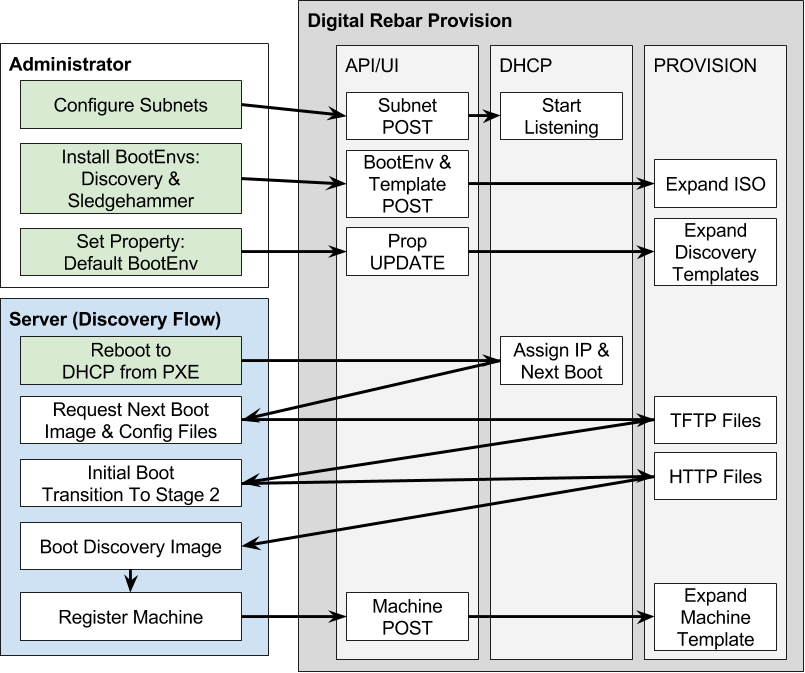 Digital Rebar Provision
Administrator
API/UI
DHCP
PROVISION
Configure Subnets
Subnet
POST
Start
Listening
Install BootEnvs:
Discovery &
Sledgehammer
BootEnv &
Template
POST
Expand ISO
Set Property:
Default BootEnv
Prop
UPDATE
Expand
Discovery
Templates
Server (Discovery Flow)
Reboot to
DHCP from PXE
Assign IP &
Next Boot
Request Next Boot
Image & Config Files
TFTP Files
Initial Boot
Transition To Stage 2
HTTP Files
Boot Discovery Image
Register Machine
Machine
POST
Expand
Machine
Template